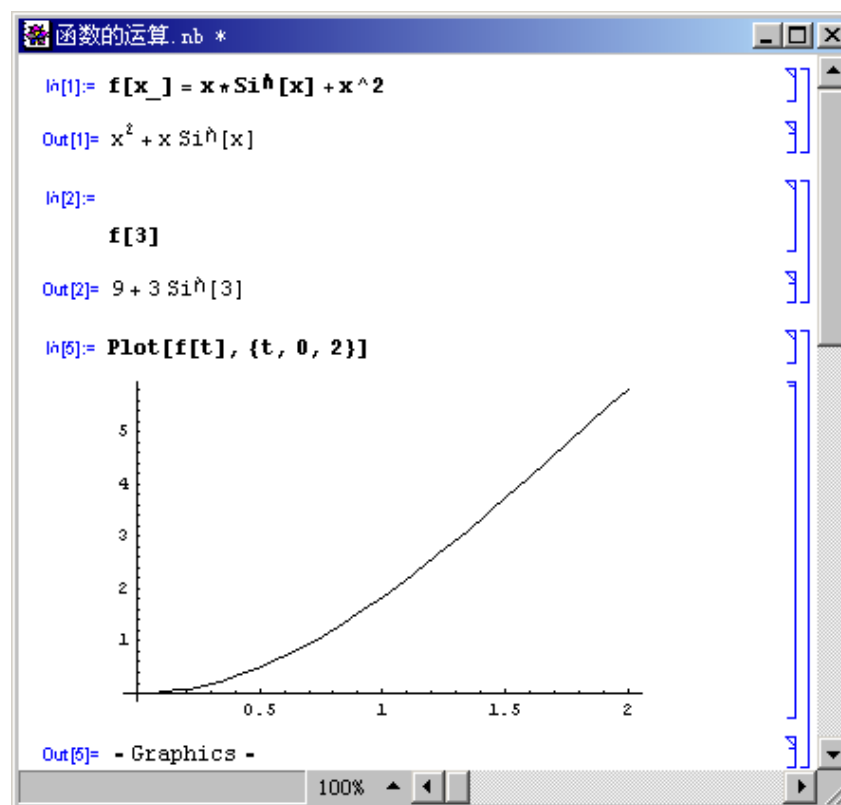 函数的运算.nb *
In[1]:= f[x_] = x*Sin[x] + x^2
Out[1]= x² + x Sin[x]
In[2]:=
f[3]
Out[2]= 9 + 3 Sin[3]
In[5]:= Plot[f[t], {t, 0, 2}]
5
4
3
2
1
0.5 1 1.5 2
Out[5]= - Graphics -
100%